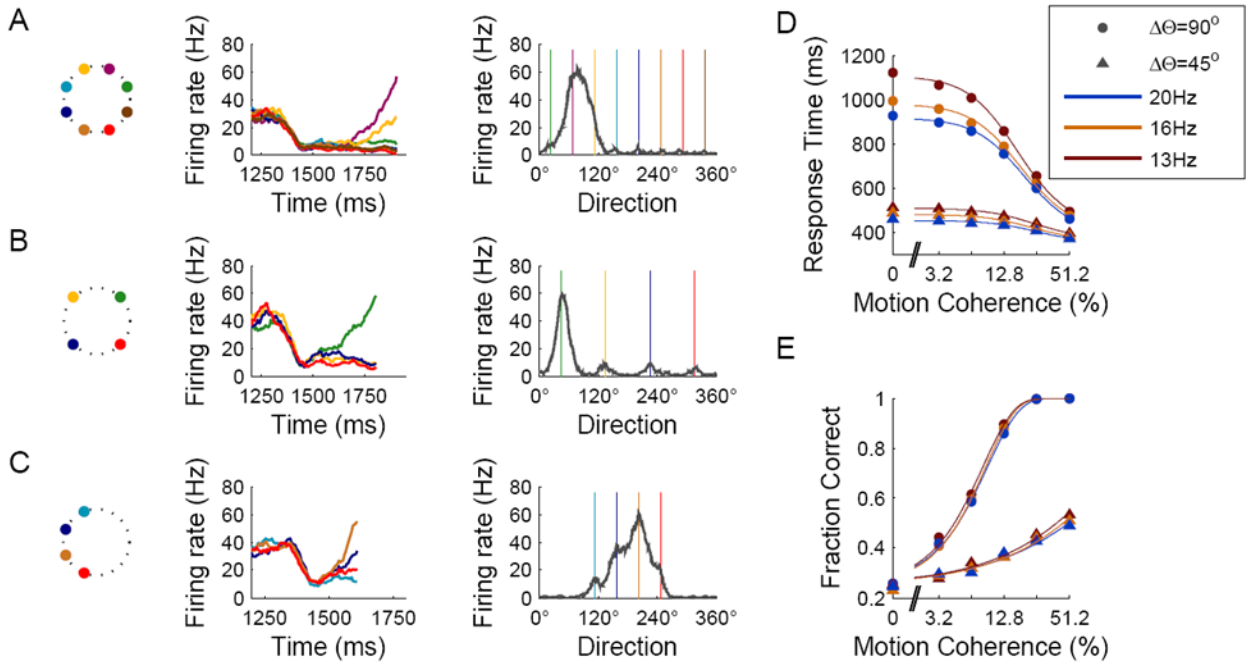 A
Firing rate (Hz)
80
60
40
20
0
1250 1500 1750
Time (ms)
Firing rate (Hz)
80
60
40
20
0
0° 120° 240° 360°
Direction
B
Firing rate (Hz)
80
60
40
20
0
1250 1500 1750
Time (ms)
Firing rate (Hz)
80
60
40
20
0
0° 120° 240° 360°
Direction
C
Firing rate (Hz)
80
60
40
20
0
1250 1500 1750
Time (ms)
Firing rate (Hz)
80
60
40
20
0
0° 120° 240° 360°
Direction
D
Response Time (ms)
1200
1000
800
600
400
0 3.2 12.8 51.2
Motion Coherence (%)
ΔΘ=90°
ΔΘ=45°
20Hz
16Hz
13Hz
E
Fraction Correct
1
0.8
0.6
0.4
0.2
0 3.2 12.8 51.2
Motion Coherence (%)